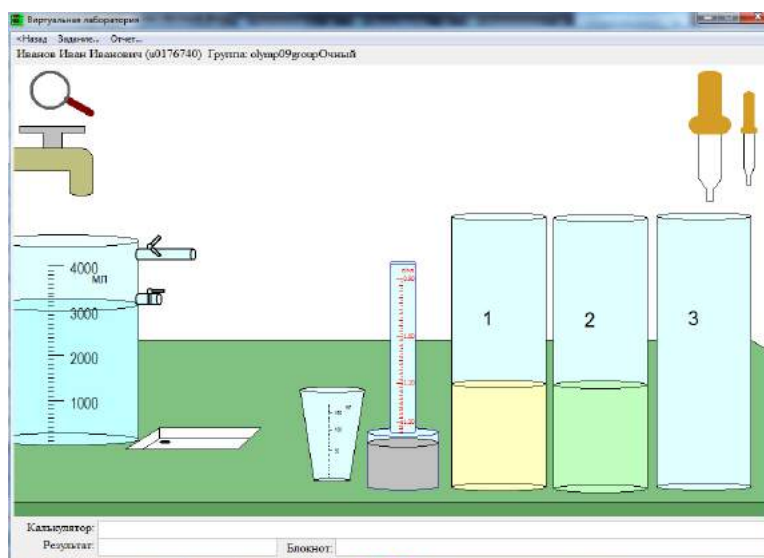 Виртуальная лаборатория
<Назад Задание... Отчет...
Иванов Иван Иванович (u0176740) Группа: olymp09groupОчный
4000
мл
3000
2000
1000
1
2
3
Калькулятор:
Результат:
Блокнот: